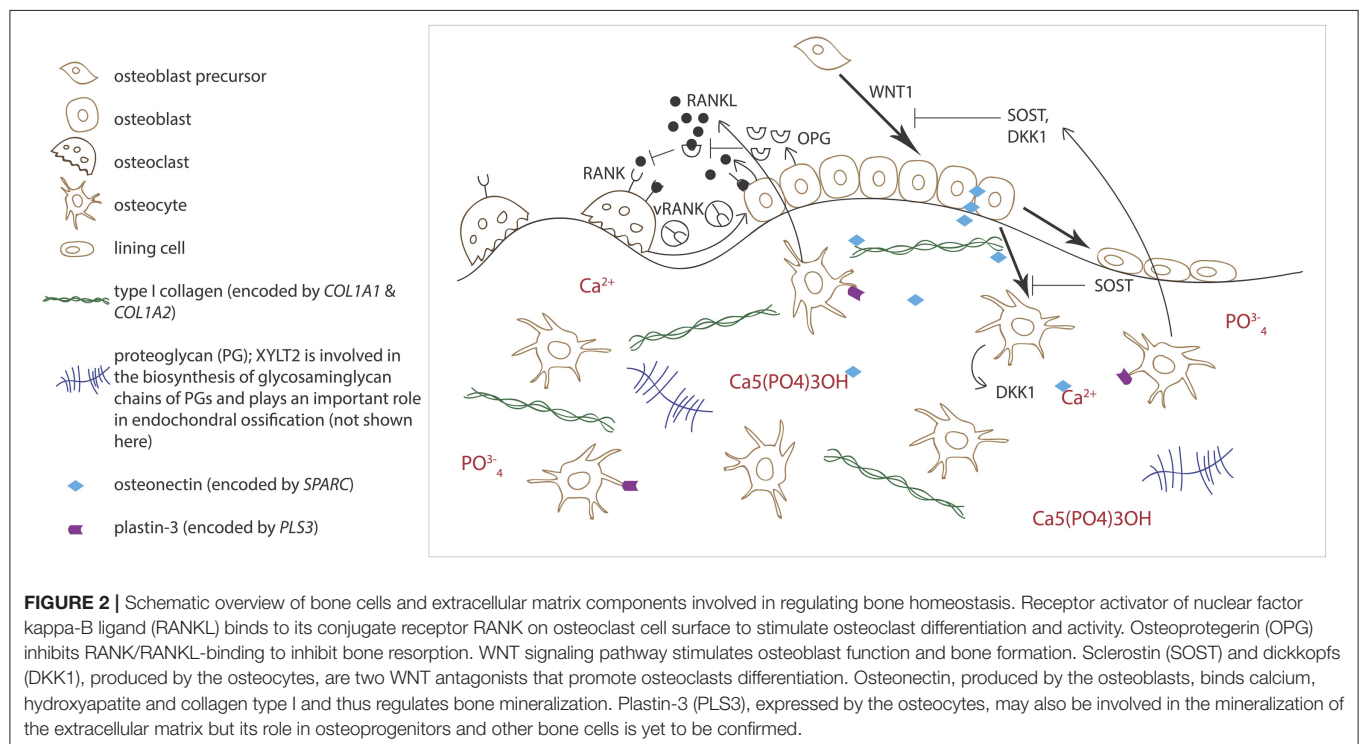 osteoblast precursor
osteoblast
osteoclast
osteocyte
lining cell
type I collagen (encoded by COL1A1 &
COL1A2)
proteoglycan (PG); XYLT2 is involved in
the biosynthesis of glycosaminglycan
chains of PGs and plays an important role
in endochondral ossification (not shown
here)
osteonectin (encoded by SPARC)
plastin-3 (encoded by PLS3)
WNT1
SOST,
DKK1
RANKL
OPG
RANK
vRANK
Ca2+
SOST
PO3-4
Ca5(PO4)3OH
DKK1
Ca2+
PO3-4
Ca5(PO4)3OH
FIGURE 2 | Schematic overview of bone cells and extracellular matrix components involved in regulating bone homeostasis. Receptor activator of nuclear factor
kappa-B ligand (RANKL) binds to its conjugate receptor RANK on osteoclast cell surface to stimulate osteoclast differentiation and activity. Osteoprotegerin (OPG)
inhibits RANK/RANKL-binding to inhibit bone resorption. WNT signaling pathway stimulates osteoblast function and bone formation. Sclerostin (SOST) and dickkopfs
(DKK1), produced by the osteocytes, are two WNT antagonists that promote osteoclasts differentiation. Osteonectin, produced by the osteoblasts, binds calcium,
hydroxyapatite and collagen type I and thus regulates bone mineralization. Plastin-3 (PLS3), expressed by the osteocytes, may also be involved in the mineralization of
the extracellular matrix but its role in osteoprogenitors and other bone cells is yet to be confirmed.